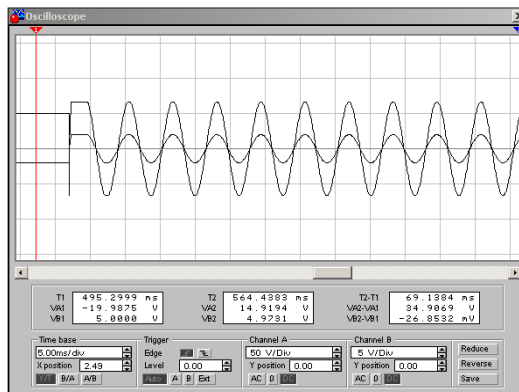 Oscilloscope
1
T1 495.2999 ms T2 564.4383 ms T2-T1 69.1384 ms
VA1 -19.9875 V VA2 14.9194 V VA2-VA1 34.9069 V
VB1 5.0000 V VB2 4.9731 V VB2-VB1 -26.8532 mV
Time base Trigger Channel A Channel B
5.00ms/div Edge 50 V/Div 5 V/Div Reduce
X position 2.49 Level 0.00 Y position 0.00 Y position 0.00 Reverse
Y/T B/A A/B Auto A B Ext AC 0 DC AC 0 DC Save